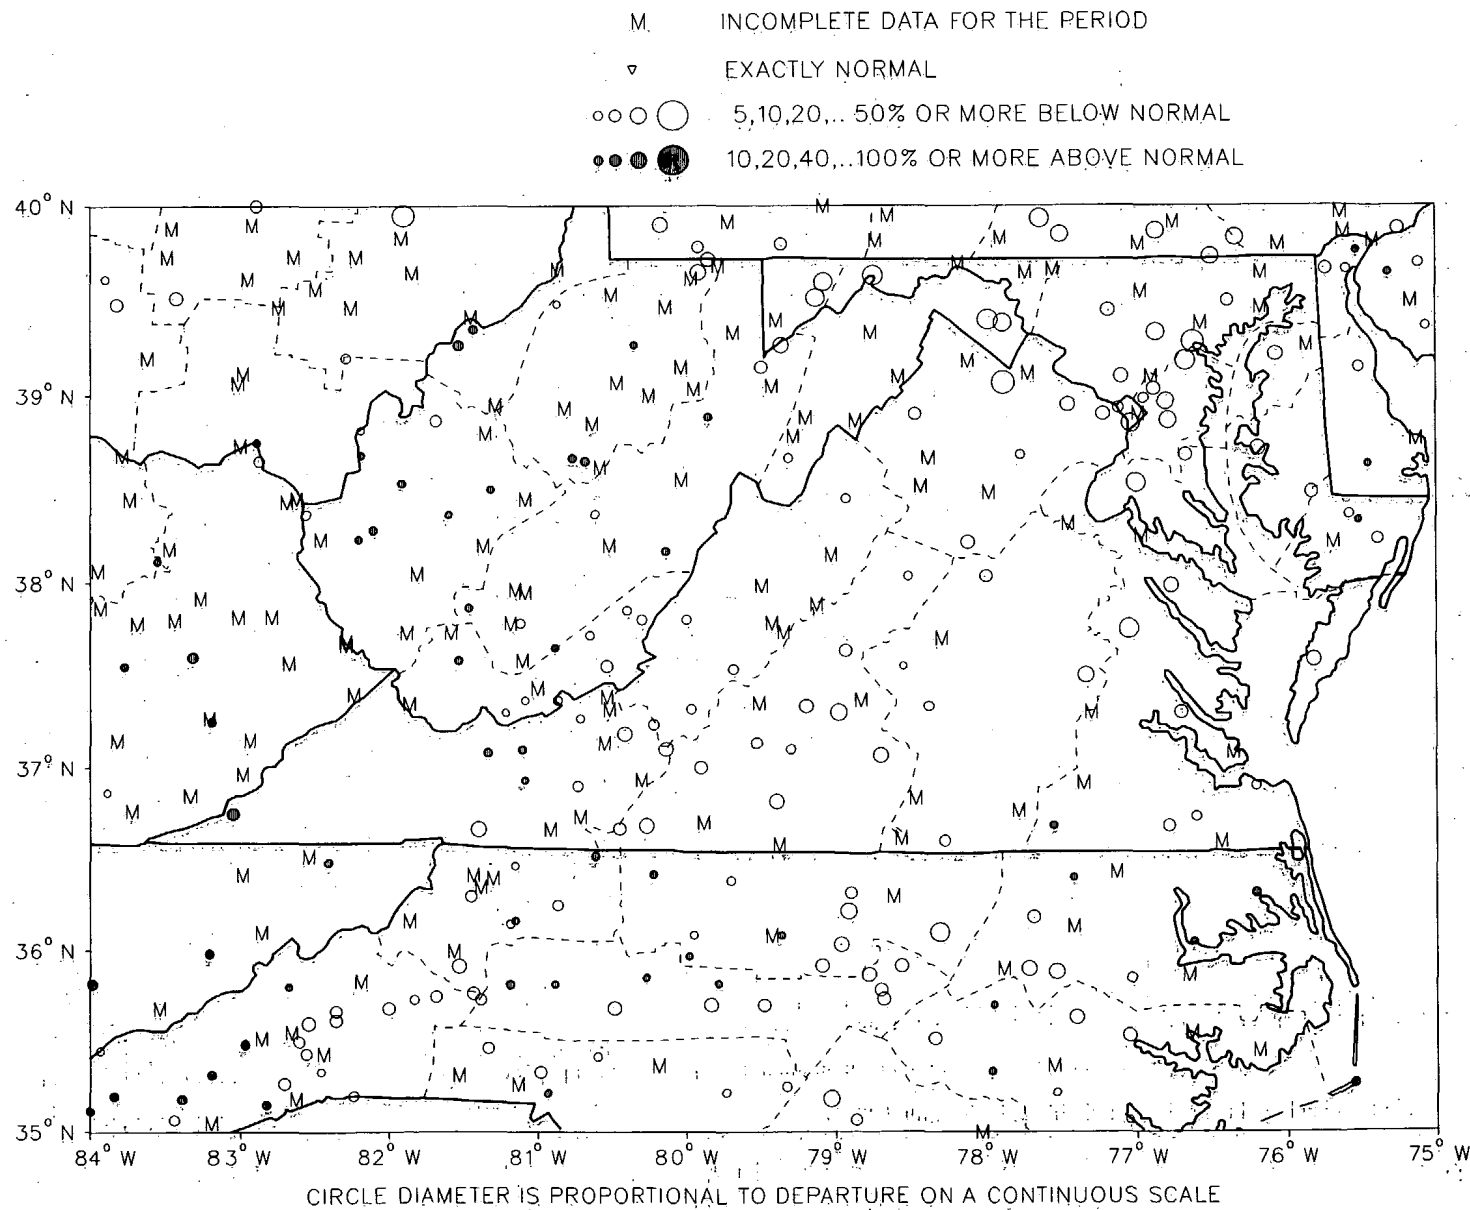 M INCOMPLETE DATA FOR THE PERIOD
▿ EXACTLY NORMAL
5,10,20,.. 50% OR MORE BELOW NORMAL
10,20,40,..100% OR MORE ABOVE NORMAL
40° N
39° N
38° N
37° N
36° N
35° N
84° W 83° W 82° W 81° W 80° W 79° W 78° W 77° W 76° W 75° W
CIRCLE DIAMETER IS PROPORTIONAL TO DEPARTURE ON A CONTINUOUS SCALE